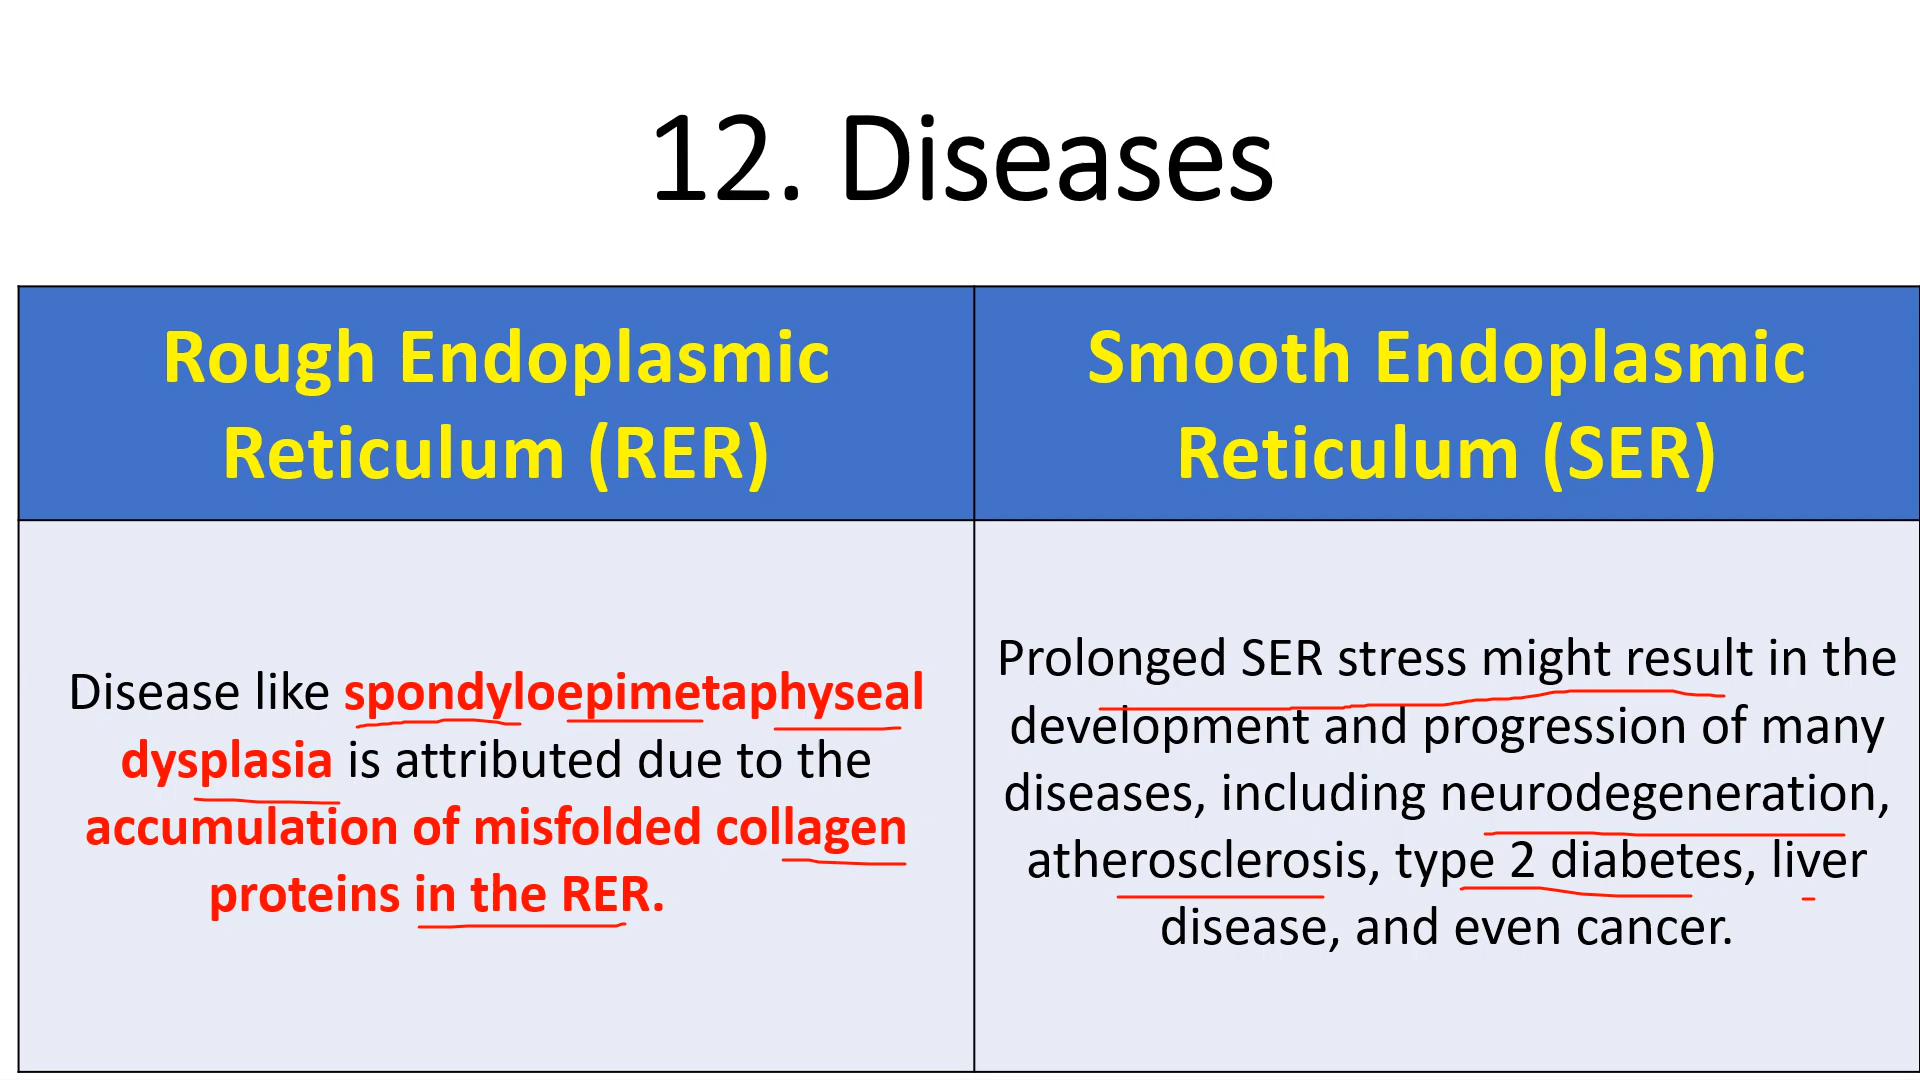 12. Diseases
Rough Endoplasmic
Reticulum (RER)
Smooth Endoplasmic
Reticulum (SER)
Disease like spondyloepimetaphyseal
dysplasia is attributed due to the
accumulation of misfolded collagen
proteins in the RER.
Prolonged SER stress might result in the
development and progression of many
diseases, including neurodegeneration,
atherosclerosis, type 2 diabetes, liver
disease, and even cancer.